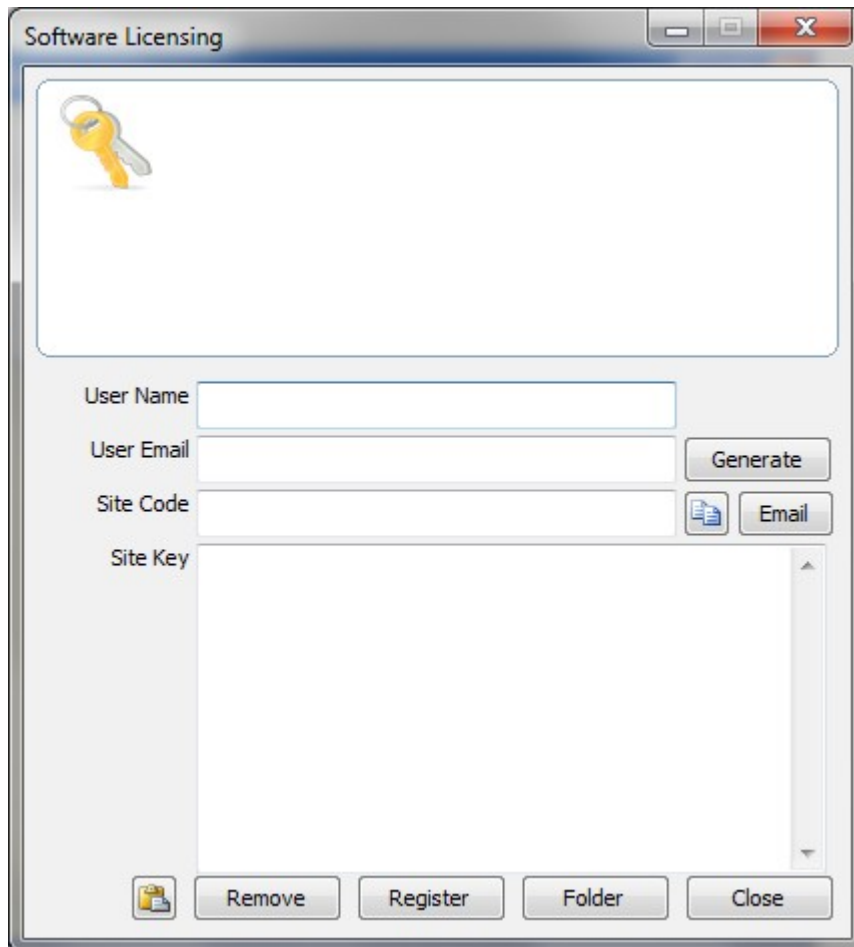 Software Licensing
User Name
User Email
Generate
Site Code
Email
Site Key
Remove Register Folder Close